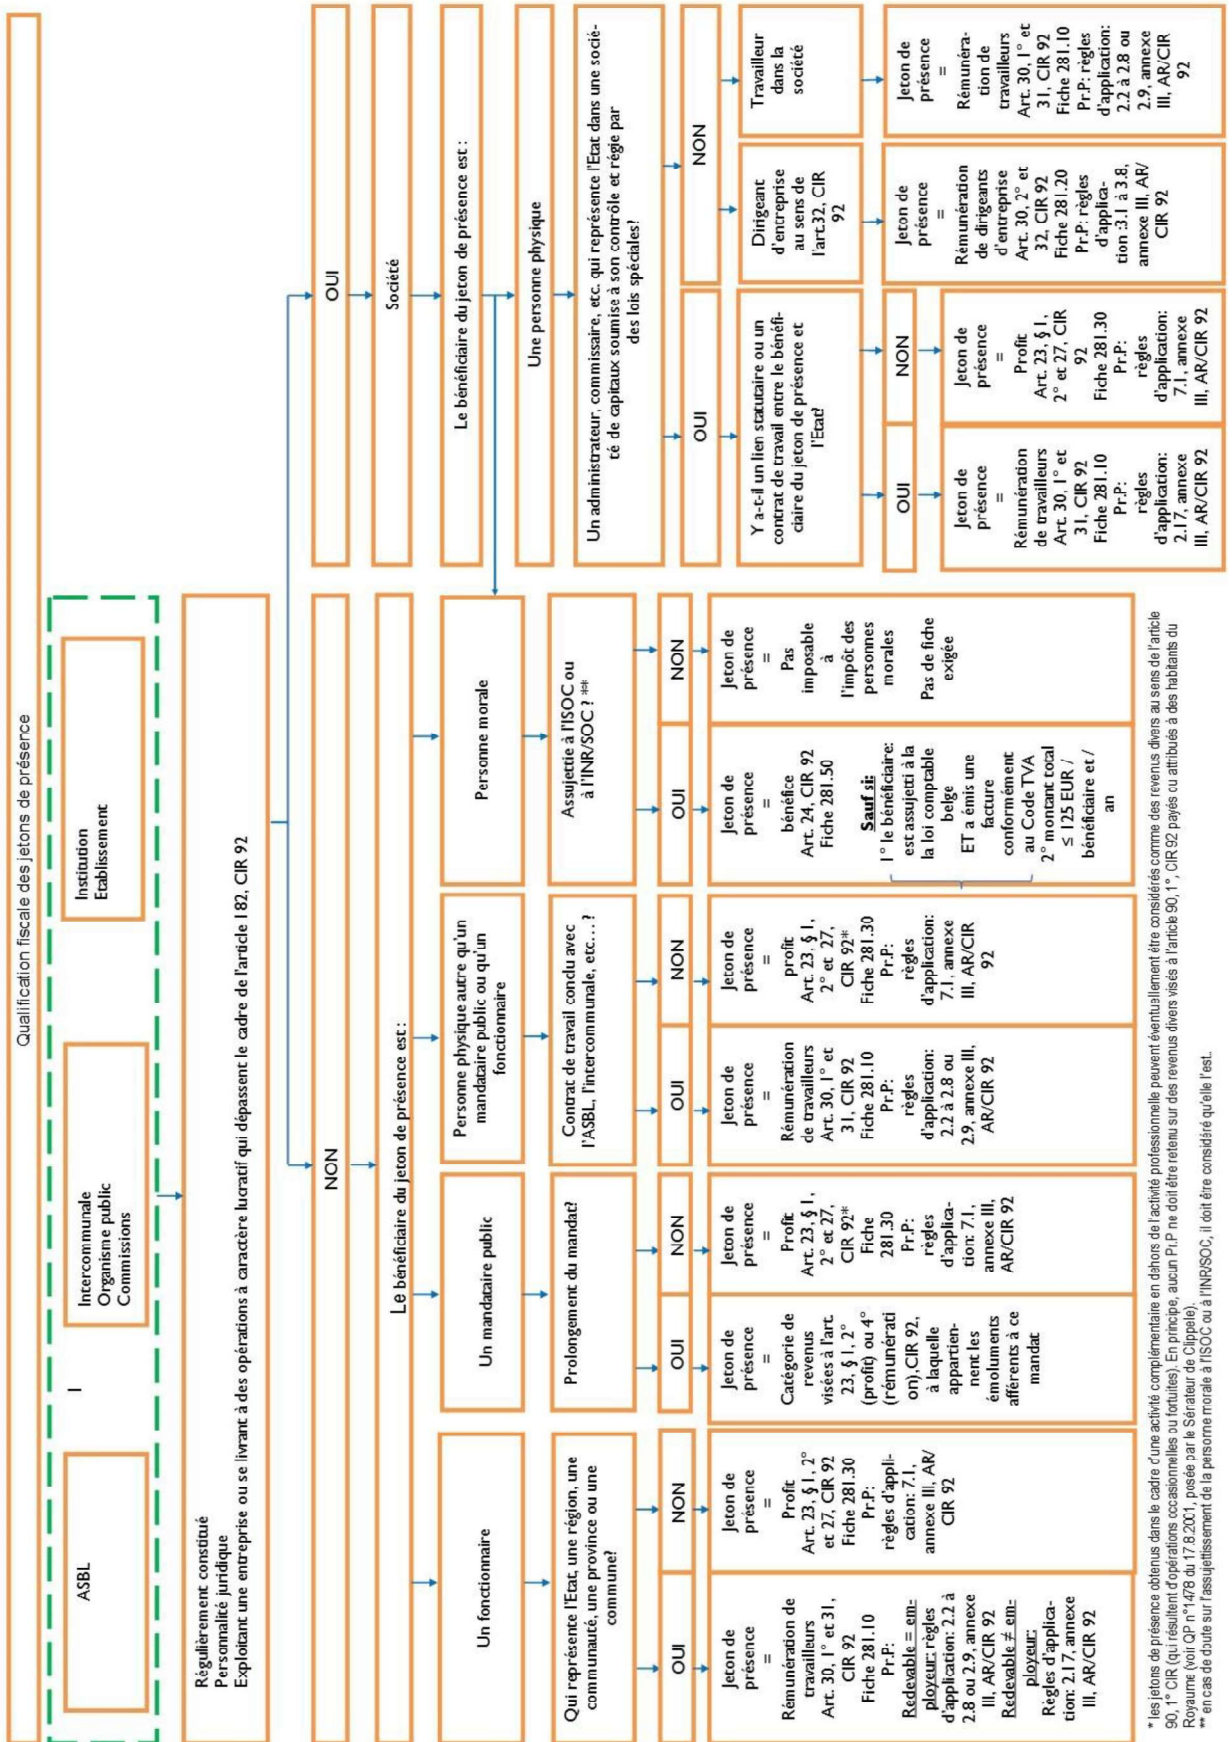 Qualification fiscale des jetons de présence
ASBL
I
Intercommunale
Organisme public
Commissions
Institution
Etablissement
Régulièrement constitué
Personnalité juridique
Exploitant une entreprise ou se livrant à des opérations à caractère lucratif qui dépassent le cadre de l'article 182, CIR 92
NON
Le bénéficiaire du jeton de présence est :
Un fonctionnaire
Qui représente l'Etat, une région, une
communauté, une province ou une
commune?
OUI
Jeton de
présence
=
Rémunération de
travailleurs
Art. 30, 1° et 31,
CIR 92
Fiche 281.10
Pr.P:
Redevable = em-
ployeur: règles
d'application: 2.2 à
2.8 ou 2.9, annexe
III, AR/CIR 92
Redevable ≠ em-
ployeur:
Règles d'applica-
tion: 2.17, annexe
III, AR/CIR 92
NON
Jeton de
présence
=
Profit
Art. 23, § 1, 2°
et 27, CIR 92
Fiche 281.30
Pr.P:
règles d'appli-
cation: 7.1,
annexe III, AR/
CIR 92
Un mandataire public
Prolongement du mandat?
OUI
Jeton de
présence
=
Catégorie de
revenus
visées à l'art.
23, § 1, 2°
(profit) ou 4°
(rémunérati
on),CIR 92,
à laquelle
appartien-
nent les
émoluments
afférents à ce
mandat
NON
Jeton de
présence
=
Profit
Art. 23, § 1,
2° et 27,
CIR 92*
Fiche
281.30
Pr.P:
règles
d'applica-
tion: 7.1,
annexe III,
AR/CIR 92
Personne physique autre qu'un
mandataire public ou qu'un
fonctionnaire
Contrat de travail conclu avec
l'ASBL, l'intercommunale, etc…?
OUI
Jeton de
présence
=
Rémunération
de travailleurs
Art. 30, 1° et
31, CIR 92
Fiche 281.10
Pr.P:
règles
d'application:
2.2 à 2.8 ou
2.9, annexe III,
AR/CIR 92
NON
Jeton de
présence
=
profit
Art. 23, § 1,
2° et 27,
CIR 92*
Fiche 281.30
Pr.P:
règles
d'application:
7.1, annexe
III, AR/CIR
92
Personne morale
Assujettie à l'ISOC ou
à l'INR/SOC ? **
OUI
Jeton de
présence
=
bénéfice
Art. 24, CIR 92
Fiche 281.50
Sauf si:
1° le bénéficiaire:
est assujetti à la
la loi comptable
belge
ET a émis une
facture
conformément
au Code TVA
2° montant total
≤ 125 EUR /
bénéficiaire et /
an
NON
Jeton de
présence
=
Pas
imposable
à
l'impôt des
personnes
morales
Pas de fiche
exigée
OUI
Société
Le bénéficiaire du jeton de présence est :
Une personne physique
Un administrateur, commissaire, etc. qui représente l'Etat dans une socié-
té de capitaux soumise à son contrôle et régie par
des lois spéciales?
OUI
Y a-t-il un lien statutaire ou un
contrat de travail entre le bénéfi-
ciaire du jeton de présence et
l'Etat?
OUI
Jeton de
présence
=
Rémunération
de travailleurs
Art. 30, 1° et
31, CIR 92
Fiche 281.10
Pr.P:
règles
d'application:
2.17, annexe
III, AR/CIR 92
NON
Jeton de
présence
=
Profit
Art. 23, § 1,
2° et 27, CIR
92
Fiche 281.30
Pr.P:
règles
d'application:
7.1, annexe
III, AR/CIR 92
NON
Dirigeant
d'entreprise
au sens de
l'art.32, CIR
92
Jeton de
présence
=
Rémunération
de dirigeants
d'entreprise
Art. 30, 2° et
32, CIR 92
Fiche 281.20
Pr.P: règles
d'applica-
tion :3.1 à 3.8,
annexe III, AR/
CIR 92
Travailleur
dans la
société
Jeton de
présence
=
Rémunéra-
tion de
travailleurs
Art. 30, 1° et
31, CIR 92
Fiche 281.10
Pr.P: règles
d'application:
2.2 à 2.8 ou
2.9, annexe
III, AR/CIR
92
* les jetons de présence obtenus dans le cadre d'une activité complémentaire en dehors de l'activité professionnelle peuvent éventuellement être considérés comme des revenus divers au sens de l'article
90, 1° CIR (qui résultent d'opérations occasionnelles ou fortuites). En principe, aucun Pr.P ne doit être retenu sur des revenus divers visés à l'article 90, 1°, CIR 92 payés ou attribués à des habitants du
Royaume (voir QP n°1478 du 17.8.2001, posée par le Sénateur de Clippele).
** en cas de doute sur l'assujettissement de la personne morale à l'ISOC ou à l'INR/SOC, il doit être considéré qu'elle l'est.